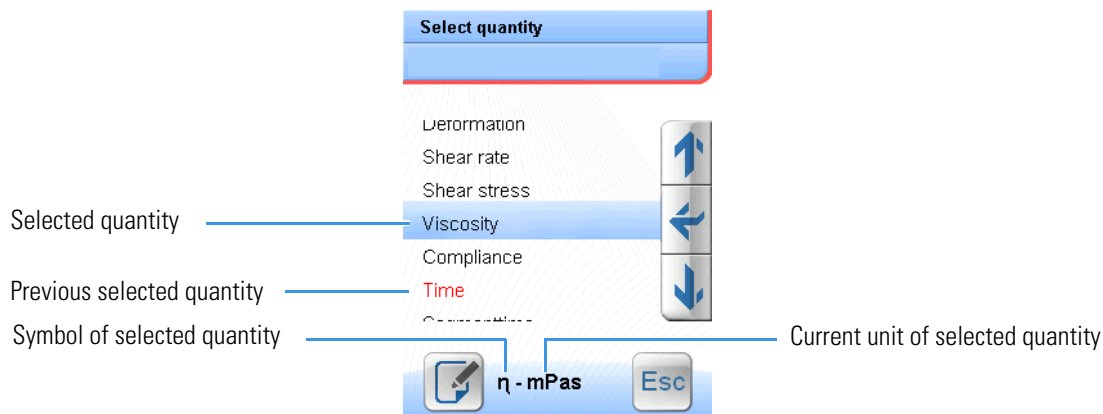 Select quantity
Deformation
Shear rate
Shear stress
Selected quantity
Viscosity
Compliance
Previous selected quantity
Time
Symbol of selected quantity
Current unit of selected quantity
η - mPas
Esc